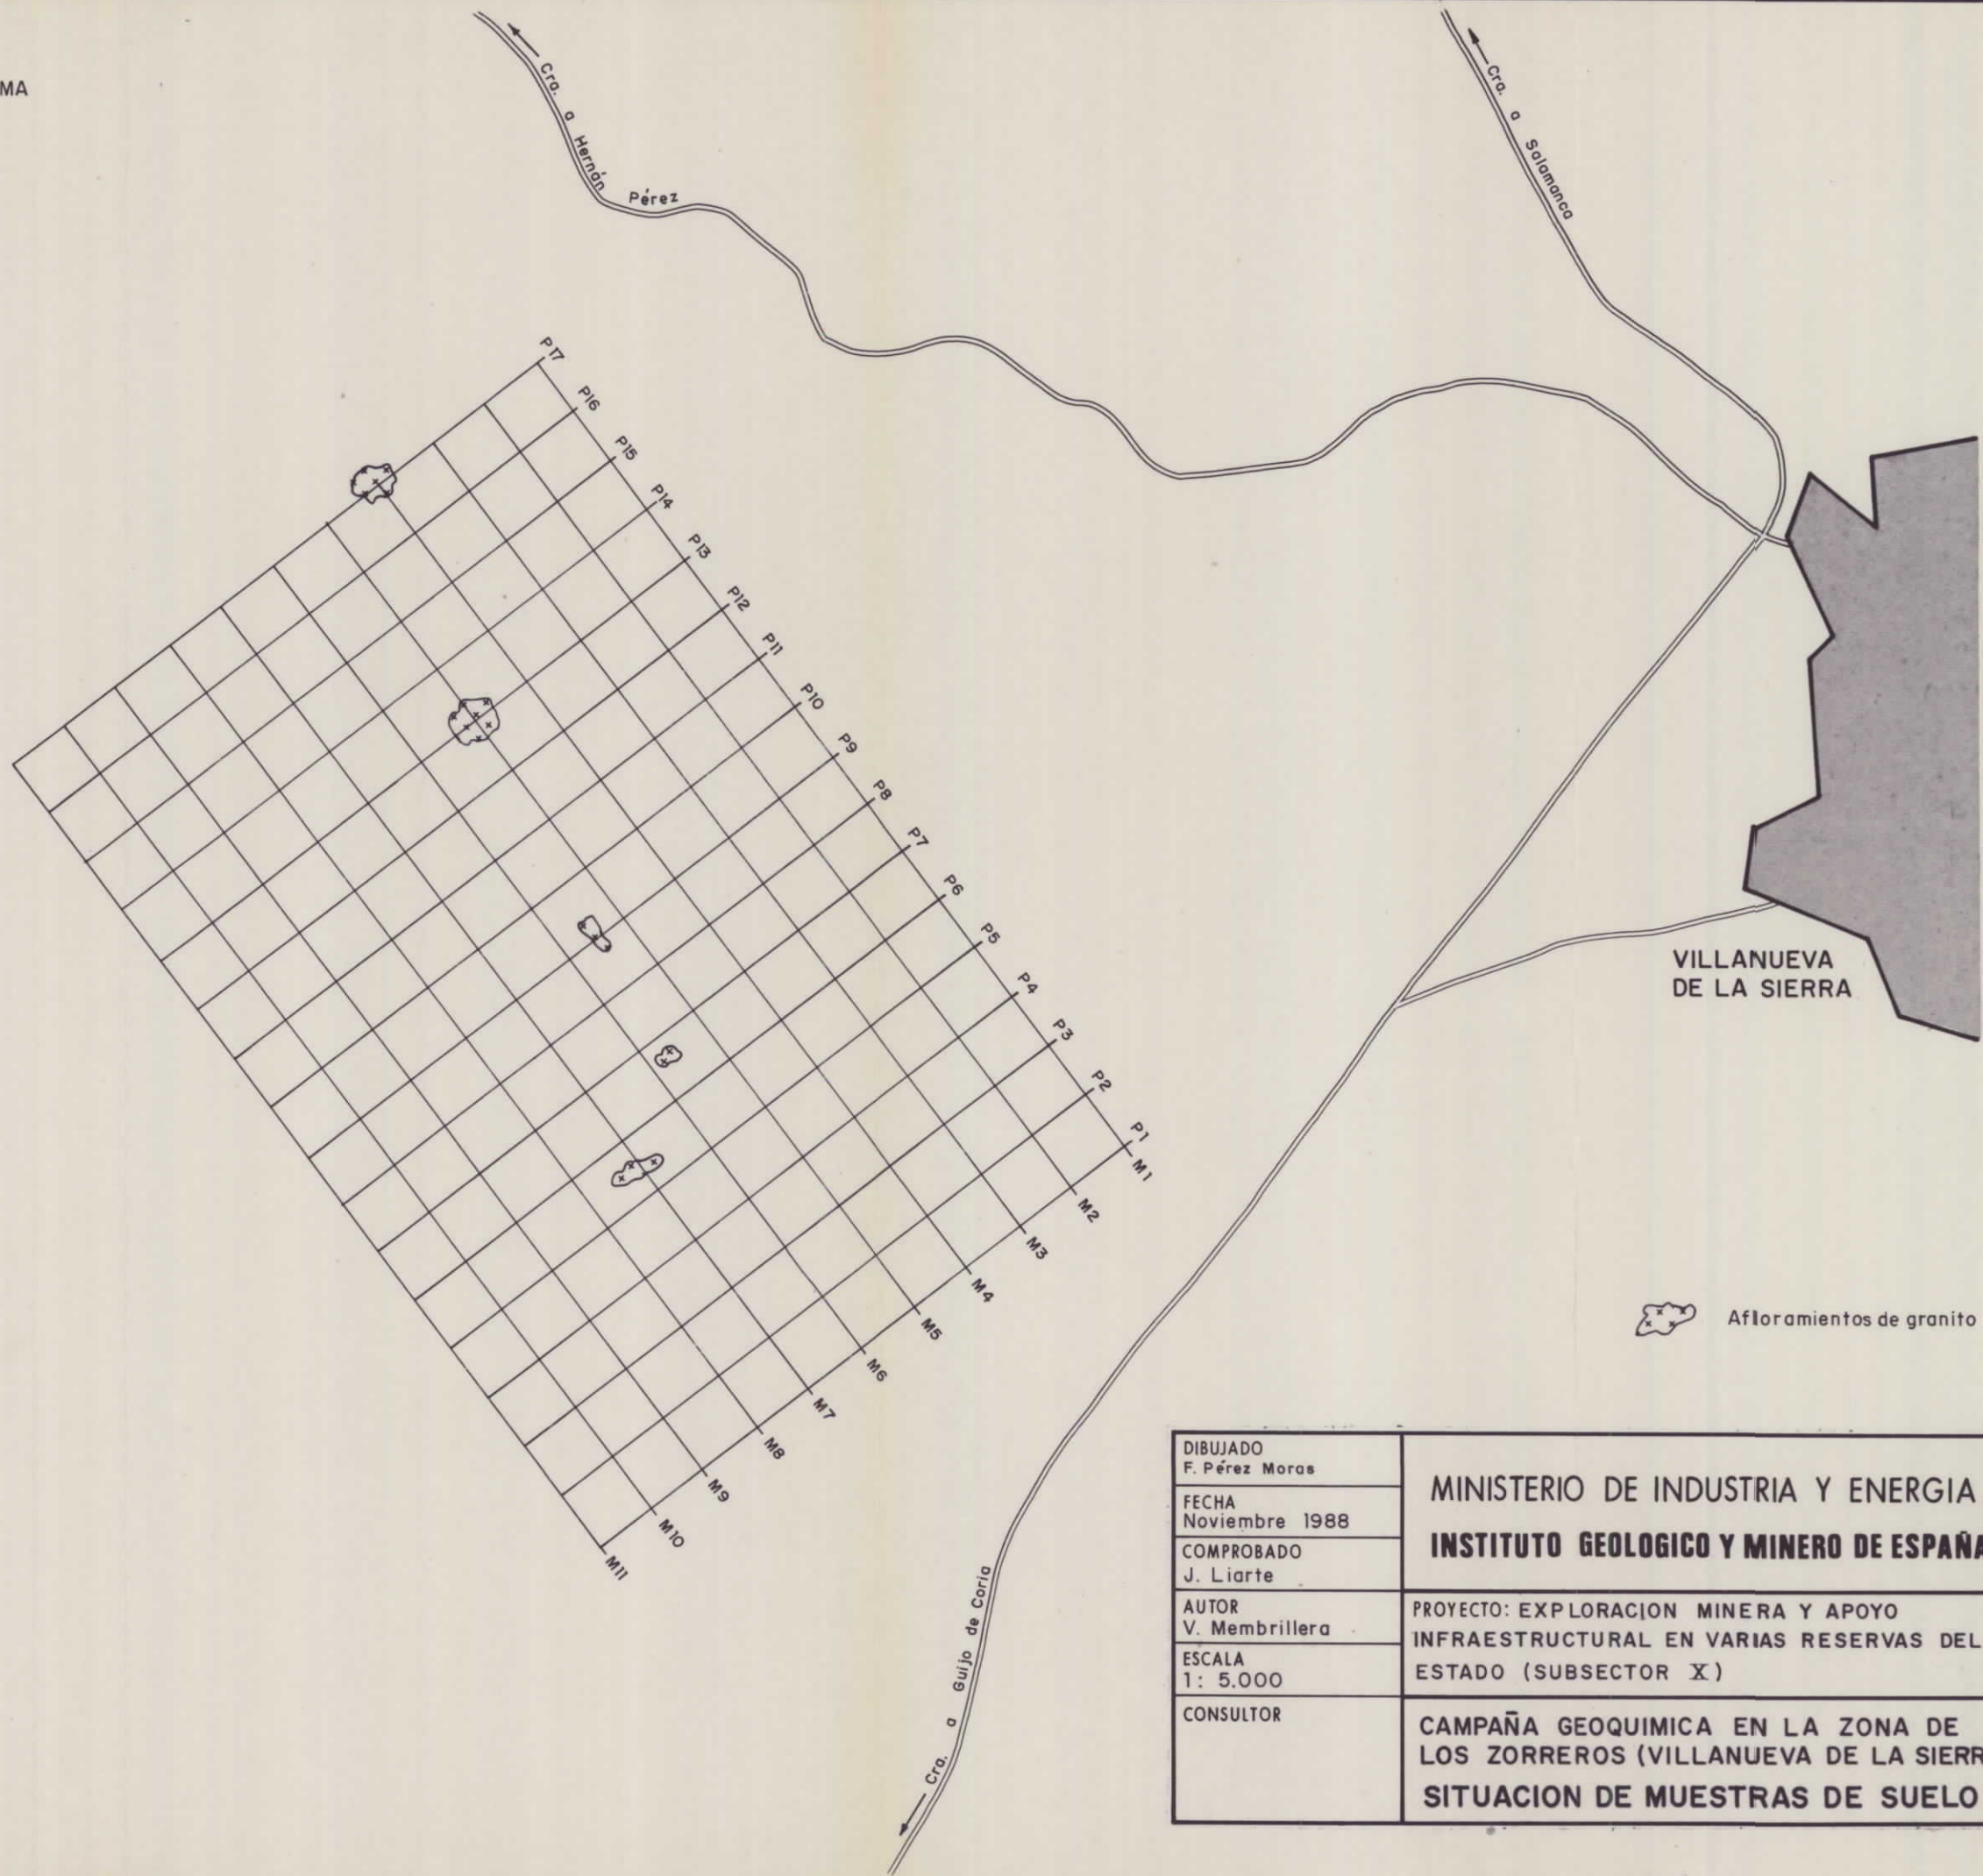 MA
Cra. a Hernán Pérez
Cra. a Salamanca
P17
P16
P15
P14
P13
P12
P11
P10
P9
P8
P7
P6
P5
P4
P3
P2
P1
M1
M2
M3
M4
M5
M6
M7
M8
M9
M10
M11
VILLANUEVA
DE LA SIERRA
Afloramientos de granito
Cra. a Guijo de Coria
DIBUJADO
F. Pérez Moras
FECHA
Noviembre 1988
COMPROBADO
J. Liarte
AUTOR
V. Membrillera
ESCALA
1: 5.000
CONSULTOR
MINISTERIO DE INDUSTRIA Y ENERGIA
INSTITUTO GEOLOGICO Y MINERO DE ESPAÑA
PROYECTO: EXPLORACION MINERA Y APOYO
INFRAESTRUCTURAL EN VARIAS RESERVAS DEL
ESTADO (SUBSECTOR X)
CAMPAÑA GEOQUIMICA EN LA ZONA DE
LOS ZORREROS (VILLANUEVA DE LA SIERR
SITUACION DE MUESTRAS DE SUELO